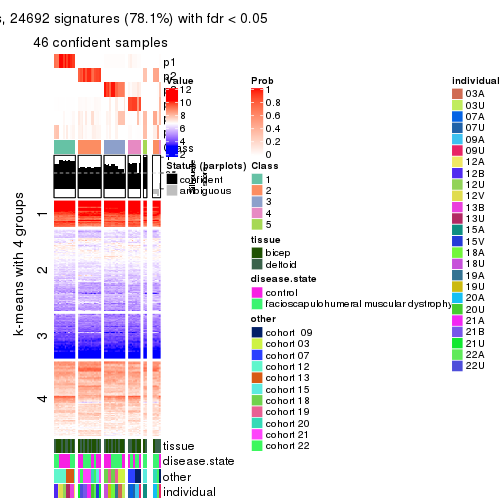 s, 24692 signatures (78.1%) with fdr < 0.05
46 confident samples
p1
p2
Value
12
10
8
6
4
Prob
1
0.8
0.6
0.4
0.2
0
Status (barplots)
confident
ambiguous
Class
1
2
3
4
5
tissue
bicep
deltoid
disease.state
control
facioscapulohumeral muscular dystrophy
other
cohort 09
cohort 03
cohort 07
cohort 12
cohort 13
cohort 15
cohort 18
cohort 19
cohort 20
cohort 21
cohort 22
individual
03A
03U
07A
07U
09A
09U
12A
12B
12U
12V
13B
13U
15A
15V
18A
18U
19A
19U
20A
20U
21A
21B
21U
22A
22U
k-means with 4 groups
1
2
3
4
tissue
disease.state
other
individual